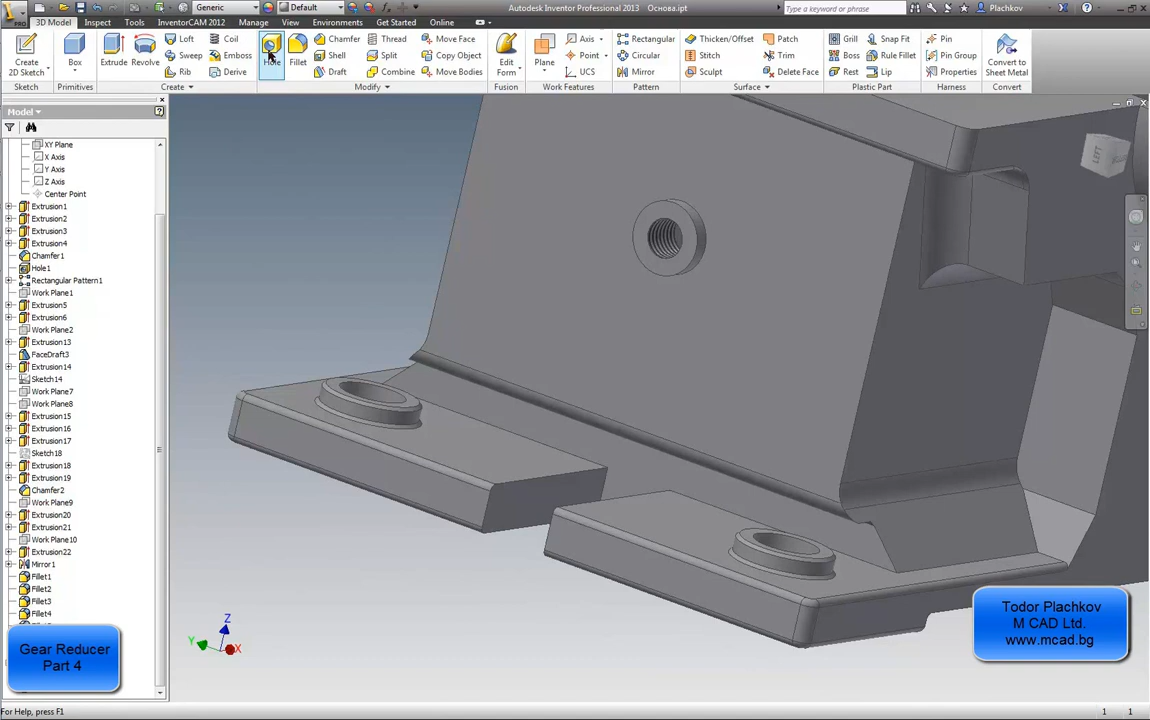 Generic
Default
Autodesk Inventor Professional 2013 Основа.ipt
Type a keyword or phrase
Plachkov
PRO
3D Model
Inspect
Tools
InventorCAM 2012
Manage
View
Environments
Get Started
Online
Create
2D Sketch
Box
Extrude
Revolve
Loft
Sweep
Rib
Coil
Emboss
Derive
Hole
Fillet
Chamfer
Shell
Draft
Thread
Split
Combine
Move Face
Copy Object
Move Bodies
Edit
Form
Plane
Axis
Point
UCS
Rectangular
Circular
Mirror
Thicken/Offset
Stitch
Sculpt
Patch
Trim
Delete Face
Grill
Boss
Rest
Snap Fit
Rule Fillet
Lip
Pin
Pin Group
Properties
Convert to
Sheet Metal
Sketch
Primitives
Create
Modify
Fusion
Work Features
Pattern
Surface
Plastic Part
Harness
Convert
Model
XY Plane
X Axis
Y Axis
Z Axis
Center Point
Extrusion1
Extrusion2
Extrusion3
Extrusion4
Chamfer1
Hole1
Rectangular Pattern1
Work Plane1
Extrusion5
Extrusion6
Work Plane2
Extrusion13
FaceDraft3
Extrusion14
Sketch14
Work Plane7
Work Plane8
Extrusion15
Extrusion16
Extrusion17
Sketch18
Extrusion18
Extrusion19
Chamfer2
Work Plane9
Extrusion20
Extrusion21
Work Plane10
Extrusion22
Mirror1
Fillet1
Fillet2
Fillet3
Fillet4
LEFT
Z
Y
X
Gear Reducer
Part 4
Todor Plachkov
M CAD Ltd.
www.mcad.bg
For Help, press F1
1
1